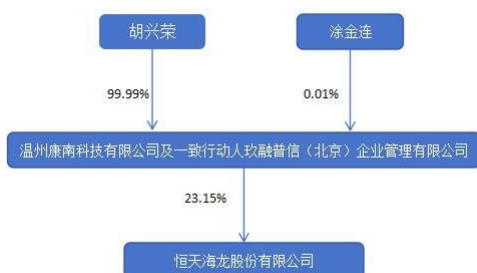 胡兴荣
涂金连
99.99%
0.01%
温州康南科技有限公司及一致行动人玖融普信（北京）企业管理有限公司
23.15%
恒天海龙股份有限公司